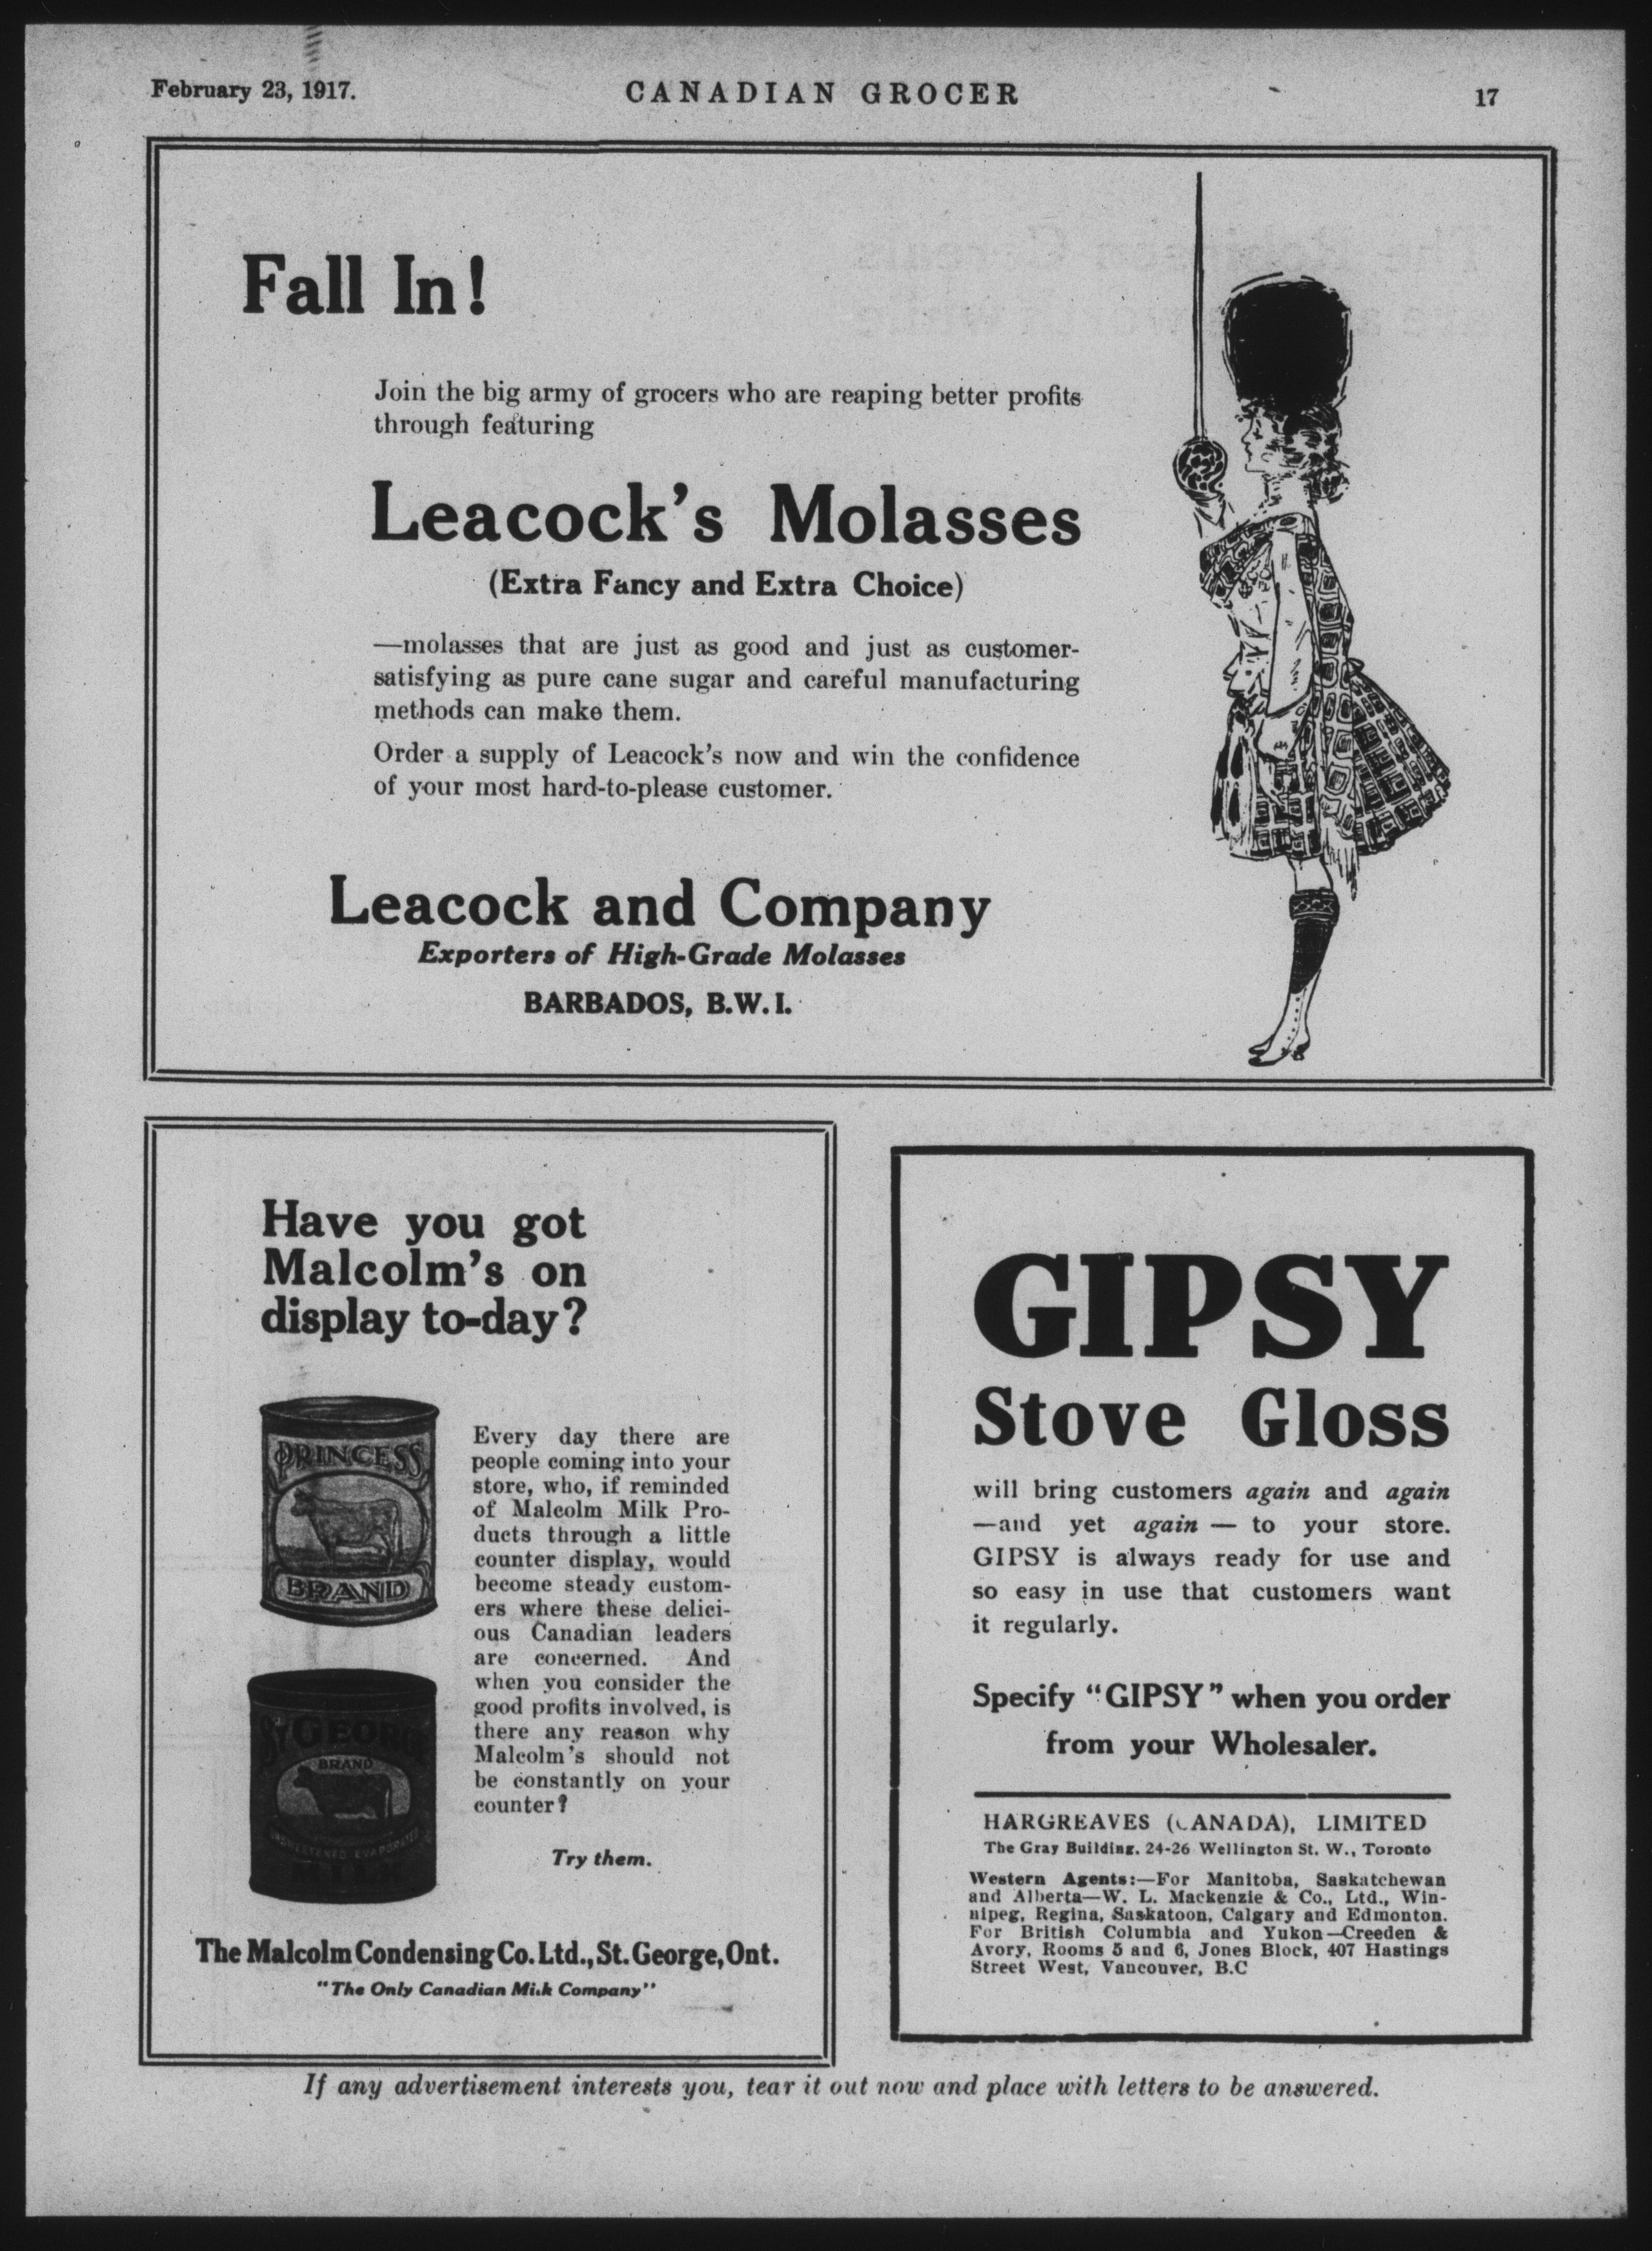 February 23, 1917.
CANADIAN GROCER
17
Fall In!
Join the big army of grocers who are reaping better profits
through featuring
Leacock's Molasses
(Extra Fancy and Extra Choice)
—molasses that are just as good and just as customer-
satisfying as pure cane sugar and careful manufacturing
methods can make them.
Order a supply of Leacock's now and win the confidence
of your most hard-to-please customer.
Leacock and Company
Exporters of High-Grade Molasses
BARBADOS, B.W.I.
Have you got
Malcolm's on
display to-day?
PRINCESS
BRAND
ST GEORGE
BRAND
UNSWEETENED EVAPORATED
Every day there are
people coming into your
store, who, if reminded
of Malcolm Milk Pro-
ducts through a little
counter display, would
become steady custom-
ers where these delici-
ous Canadian leaders
are concerned. And
when you consider the
good profits involved, is
there any reason why
Malcolm's should not
be constantly on your
counter?
Try them.
The Malcolm Condensing Co. Ltd., St. George, Ont.
"The Only Canadian Milk Company"
GIPSY
Stove Gloss
will bring customers again and again
—and yet again — to your store.
GIPSY is always ready for use and
so easy in use that customers want
it regularly.
Specify "GIPSY" when you order
from your Wholesaler.
HARGREAVES (CANADA), LIMITED
The Gray Building, 24-26 Wellington St. W., Toronto
Western Agents:—For Manitoba, Saskatchewan
and Alberta—W. L. Mackenzie & Co., Ltd., Win-
nipeg, Regina, Saskatoon, Calgary and Edmonton.
For British Columbia and Yukon—Creeden &
Avory, Rooms 5 and 6, Jones Block, 407 Hastings
Street West, Vancouver, B.C
If any advertisement interests you, tear it out now and place with letters to be answered.